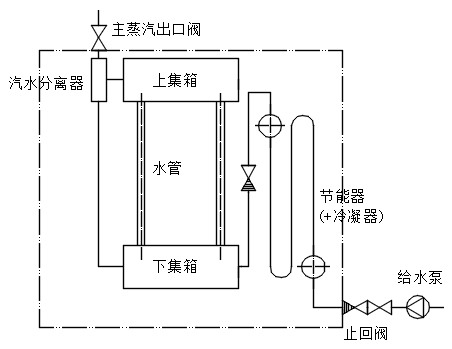 主蒸汽出口阀
汽水分离器
上集箱
水管
节能器
(+冷凝器)
下集箱
给水泵
止回阀